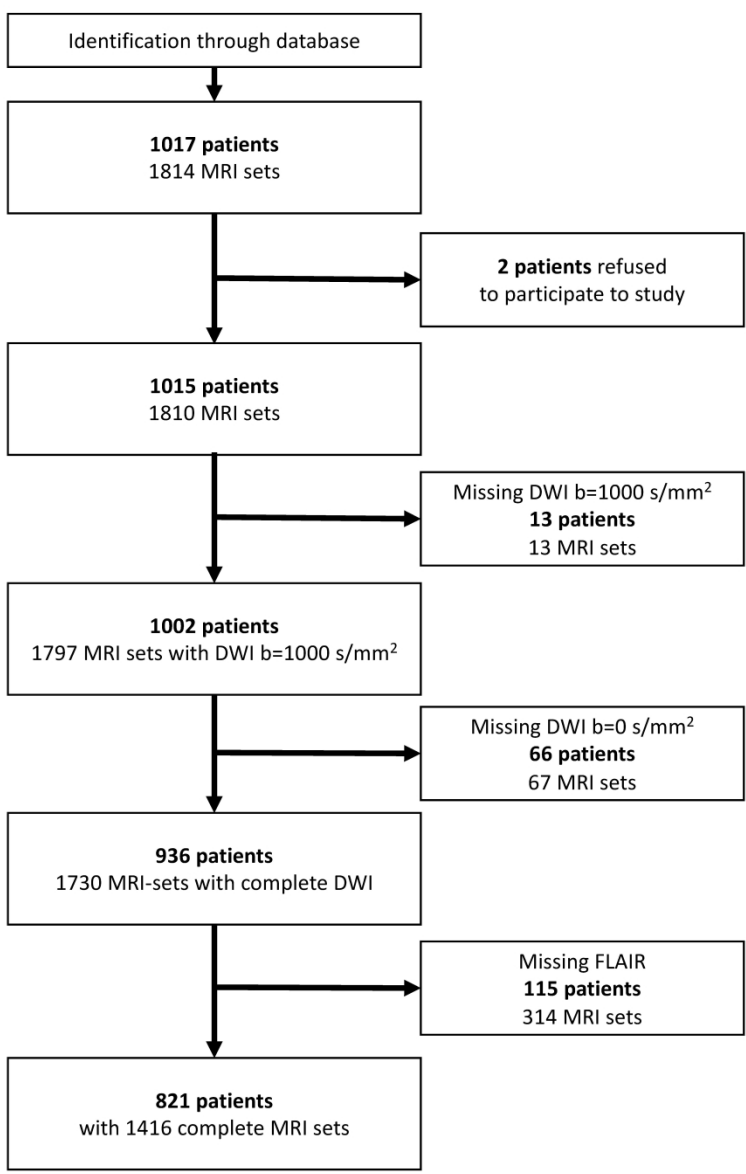 Identification through database
1017 patients
1814 MRI sets
2 patients refused
to participate to study
1015 patients
1810 MRI sets
Missing DWI b=1000 s/mm²
13 patients
13 MRI sets
1002 patients
1797 MRI sets with DWI b=1000 s/mm²
Missing DWI b=0 s/mm²
66 patients
67 MRI sets
936 patients
1730 MRI-sets with complete DWI
Missing FLAIR
115 patients
314 MRI sets
821 patients
with 1416 complete MRI sets